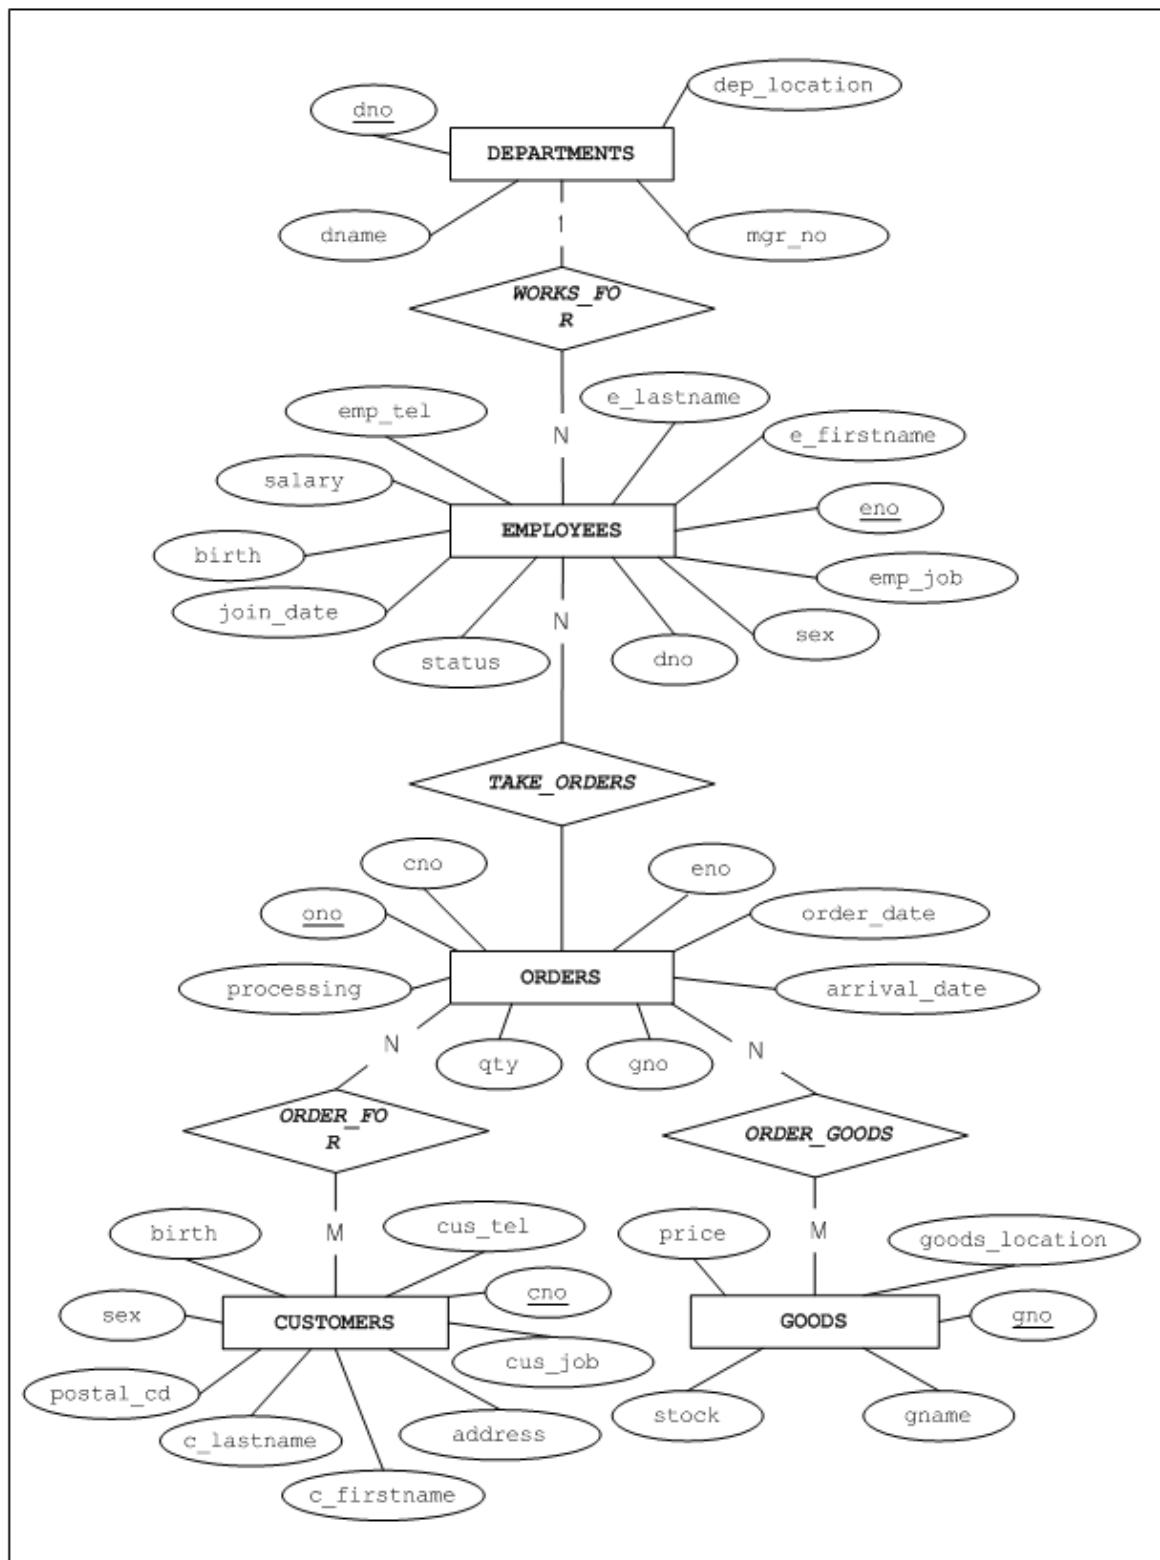 dep_location
dno
DEPARTMENTS
dname
1
mgr_no
WORKS_FO
R
e_lastname
emp_tel
N
e_firstname
salary
eno
EMPLOYEES
birth
emp_job
join_date
N
sex
status
dno
TAKE_ORDERS
cno
eno
ono
order_date
ORDERS
processing
arrival_date
N
qty
gno
N
ORDER_FO
R
ORDER_GOODS
birth
M
cus_tel
price
M
goods_location
cno
sex
CUSTOMERS
GOODS
gno
cus_job
postal_cd
c_lastname
address
stock
gname
c_firstname